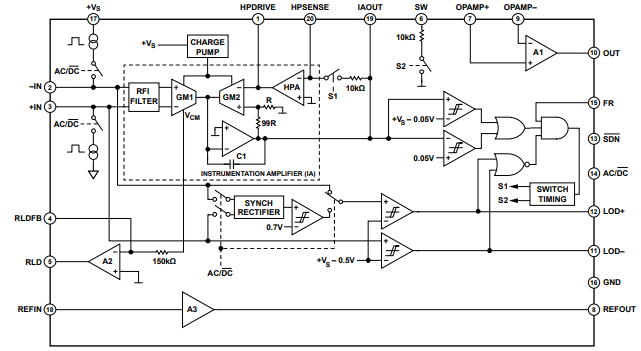 +VS
HPDRIVE
HPSENSE
IAOUT
SW
OPAMP+
OPAMP–
17
1
20
19
6
7
9
+VS
CHARGE
PUMP
10kΩ
A1
10
OUT
AC/DC
S2
–IN
2
RFI
FILTER
GM1
GM2
HPA
S1
10kΩ
+IN
3
R
15
FR
VCM
99R
+VS – 0.05V
AC/DC
13
SDN
C1
0.05V
INSTRUMENTATION AMPLIFIER (IA)
14
AC/DC
S1
S2
SWITCH
TIMING
SYNCH
RECTIFIER
12
LOD+
RLDFB
4
0.7V
11
LOD–
RLD
5
A2
150kΩ
+VS – 0.5V
AC/DC
16
GND
REFIN
18
A3
8
REFOUT